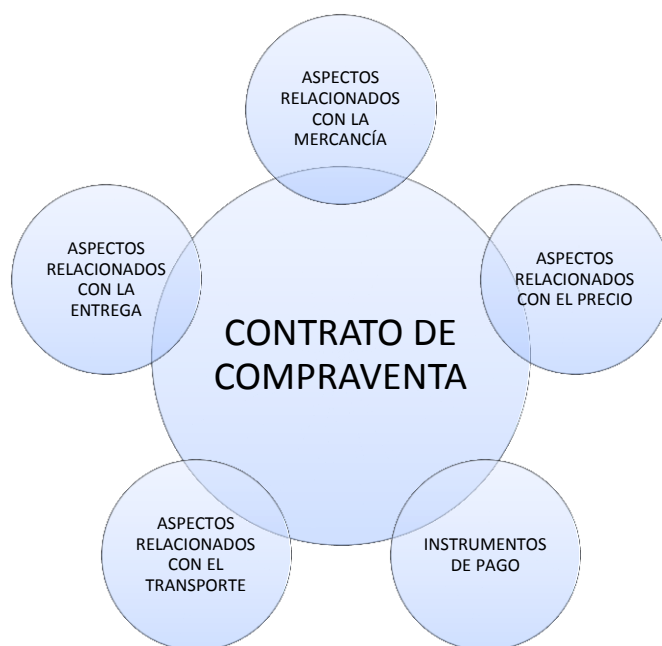 ASPECTOS
RELACIONADOS
CON LA
MERCANCÍA
ASPECTOS
RELACIONADOS
CON EL PRECIO
INSTRUMENTOS
DE PAGO
ASPECTOS
RELACIONADOS
CON EL
TRANSPORTE
ASPECTOS
RELACIONADOS
CON LA
ENTREGA
CONTRATO DE
COMPRAVENTA